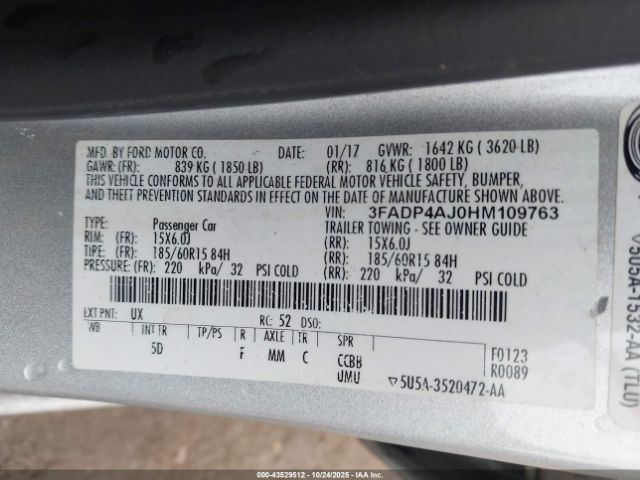 MFD. BY FORD MOTOR CO. DATE: 01/17 GVWR: 1642 KG ( 3620 LB)
GAWR: (FR): 839 KG ( 1850 LB) (RR): 816 KG ( 1800 LB)
THIS VEHICLE CONFORMS TO ALL APPLICABLE FEDERAL MOTOR VEHICLE SAFETY, BUMPER,
AND THEFT PREVENTION STANDARDS IN EFFECT ON THE DATE OF MANUFACTURE SHOWN ABOVE.
VIN: 3FADP4AJ0HM109763
TYPE: Passenger Car TRAILER TOWING - SEE OWNER GUIDE
RIM: (FR): 15X6.0J (RR): 15X6.0J
TIRE: (FR): 185/60R15 84H (RR): 185/60R15 84H
PRESSURE: (FR): 220 kPa/ 32 PSI COLD (RR): 220 kPa/ 32 PSI COLD
EXT PNT: UX RC: 52 DSO:
WB INT TR TP/PS R AXLE TR SPR
5D F MM C CCBB
UMU
F0123
R0089
▽5U5A-3520472-AA
▽5U5A-1532-AA (TLU)
000-43529512 - 10/24/2025 - IAAI.COM